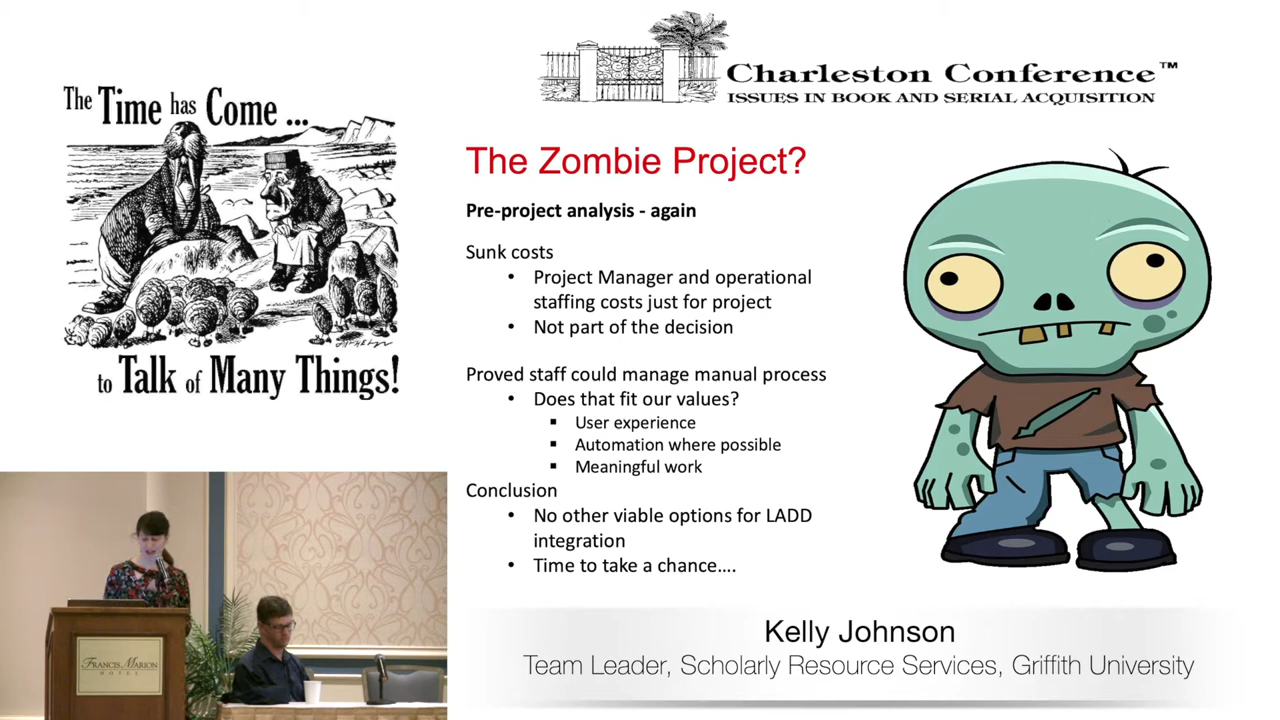 The Time has Come ...
to Talk of Many Things!
Charleston Conference™
ISSUES IN BOOK AND SERIAL ACQUISITION
The Zombie Project?
Pre-project analysis - again
Sunk costs
• Project Manager and operational
staffing costs just for project
• Not part of the decision
Proved staff could manage manual process
• Does that fit our values?
▪ User experience
▪ Automation where possible
▪ Meaningful work
Conclusion
• No other viable options for LADD
integration
• Time to take a chance....
FRANCIS MARION
HOTEL
Kelly Johnson
Team Leader, Scholarly Resource Services, Griffith University